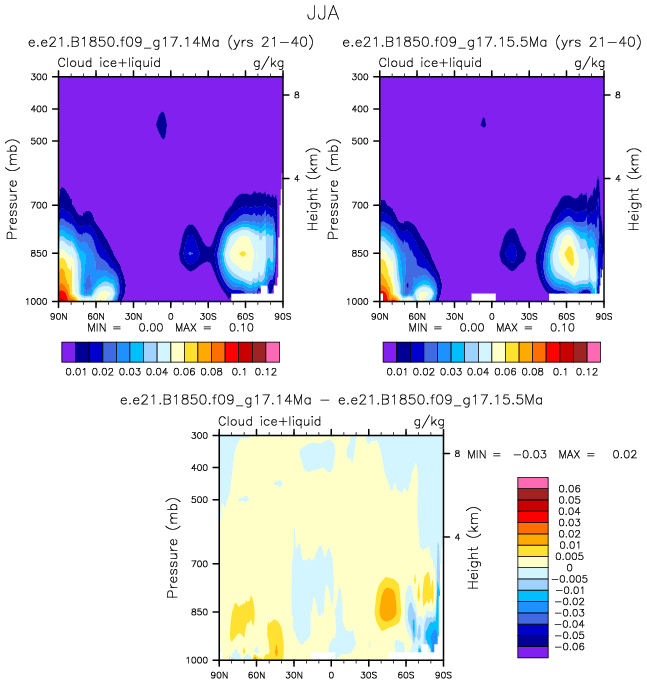 JJA
e.e21.B1850.f09_g17.14Ma (yrs 21-40)
Cloud ice+liquid g/kg
300
400
500
700
850
1000
Pressure (mb)
8
4
Height (km)
90N 60N 30N 0 30S 60S 90S
MIN = 0.00 MAX = 0.10
0.01 0.02 0.03 0.04 0.06 0.08 0.1 0.12
e.e21.B1850.f09_g17.15.5Ma (yrs 21-40)
Cloud ice+liquid g/kg
300
400
500
700
850
1000
Pressure (mb)
8
4
Height (km)
90N 60N 30N 0 30S 60S 90S
MIN = 0.00 MAX = 0.10
0.01 0.02 0.03 0.04 0.06 0.08 0.1 0.12
e.e21.B1850.f09_g17.14Ma - e.e21.B1850.f09_g17.15.5Ma
Cloud ice+liquid g/kg
300
400
500
700
850
1000
Pressure (mb)
8
4
Height (km)
90N 60N 30N 0 30S 60S 90S
MIN = -0.03 MAX = 0.02
0.06
0.05
0.04
0.03
0.02
0.01
0.005
0
-0.005
-0.01
-0.02
-0.03
-0.04
-0.05
-0.06